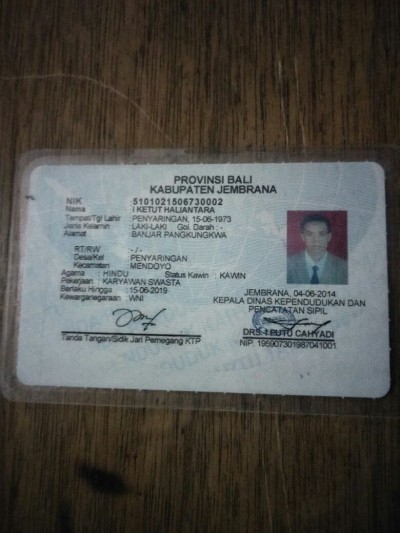 PROVINSI BALI
KABUPATEN JEMBRANA
NIK : 5101021506730002
Nama : I KETUT HALIANTARA
Tempat/Tgl Lahir : PENYARINGAN, 15-06-1973
Jenis Kelamin : LAKI-LAKI Gol. Darah : -
Alamat : BANJAR PANGKUNGKWA
RT/RW : - / -
Desa/Kel : PENYARINGAN
Kecamatan : MENDOYO
Agama : HINDU Status Kawin : KAWIN
Pekerjaan : KARYAWAN SWASTA
Berlaku Hingga : 15-06-2019
Kewarganegaraan : WNI
Tanda Tangan/Sidik Jari Pemegang KTP
JEMBRANA, 04-06-2014
KEPALA DINAS KEPENDUDUKAN DAN
PENCATATAN SIPIL
DRS. I PUTU CAHYADI
NIP. 195907301987041001